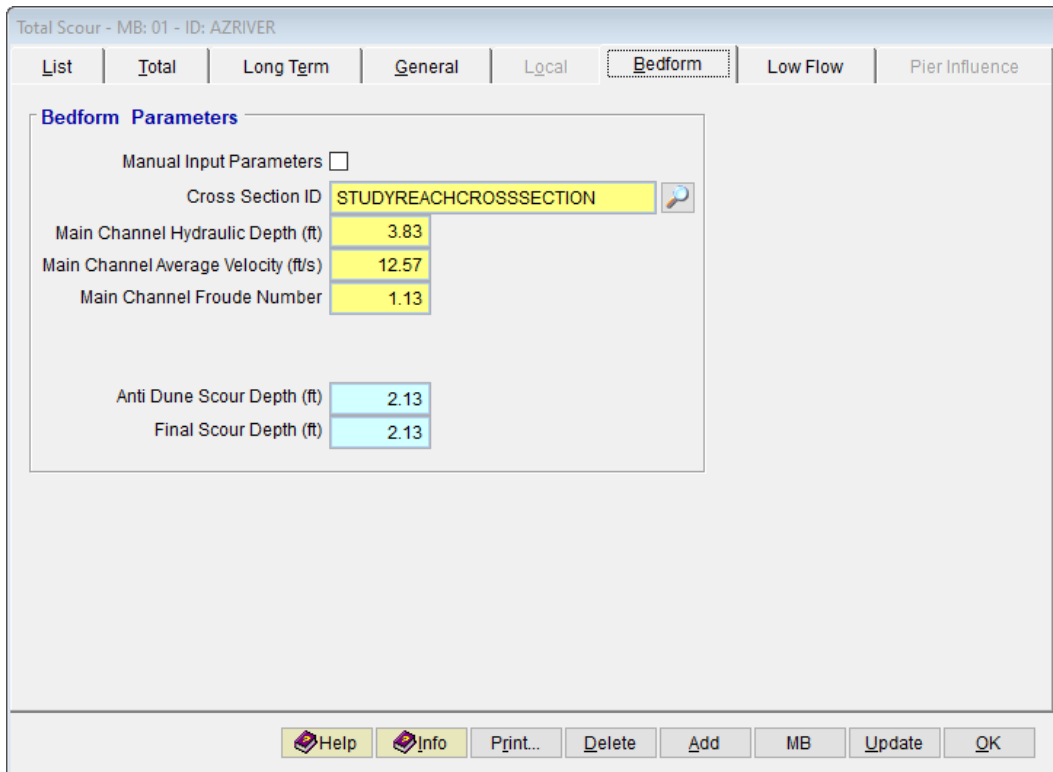 Total Scour - MB: 01 - ID: AZRIVER
List Total Long Term General Local Bedform Low Flow Pier Influence
Bedform Parameters
Manual Input Parameters
Cross Section ID STUDYREACHCROSSSECTION
Main Channel Hydraulic Depth (ft) 3.83
Main Channel Average Velocity (ft/s) 12.57
Main Channel Froude Number 1.13
Anti Dune Scour Depth (ft) 2.13
Final Scour Depth (ft) 2.13
Help Info Print... Delete Add MB Update OK